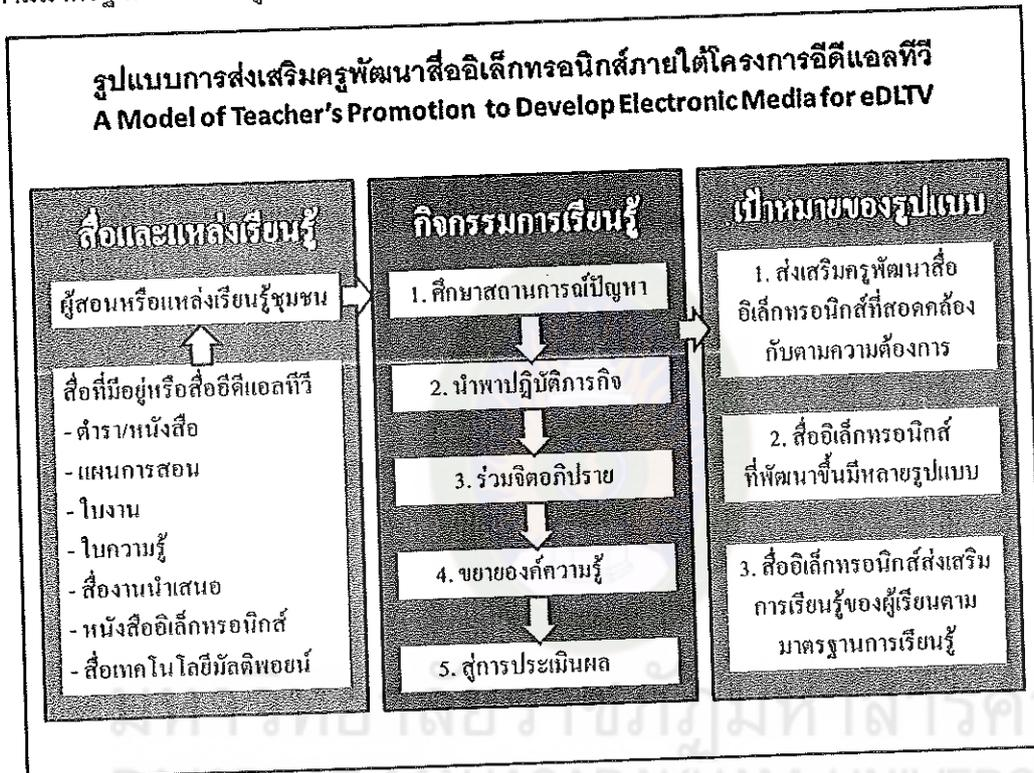 รูปแบบการส่งเสริมครูพัฒนาสื่ออิเล็กทรอนิกส์ภายใต้โครงการอีดีแอลทีวี
A Model of Teacher's Promotion to Develop Electronic Media for eDLTV
สื่อและแหล่งเรียนรู้
ผู้สอนหรือแหล่งเรียนรู้ชุมชน
สื่อที่มีอยู่หรือสื่ออีดีแอลทีวี
- ตำรา/หนังสือ
- แผนการสอน
- ใบงาน
- ใบความรู้
- สื่องานนำเสนอ
- หนังสืออิเล็กทรอนิกส์
- สื่อเทคโนโลยีมัลติพอยน์
กิจกรรมการเรียนรู้
1. ศึกษาสถานการณ์ปัญหา
2. นำพาปฏิบัติภารกิจ
3. ร่วมจิตอภิปราย
4. ขยายองค์ความรู้
5. สู่การประเมินผล
เป้าหมายของรูปแบบ
1. ส่งเสริมครูพัฒนาสื่อ
อิเล็กทรอนิกส์ที่สอดคล้อง
กับตามความต้องการ
2. สื่ออิเล็กทรอนิกส์
ที่พัฒนาขึ้นมีหลายรูปแบบ
3. สื่ออิเล็กทรอนิกส์ส่งเสริม
การเรียนรู้ของผู้เรียนตาม
มาตรฐานการเรียนรู้